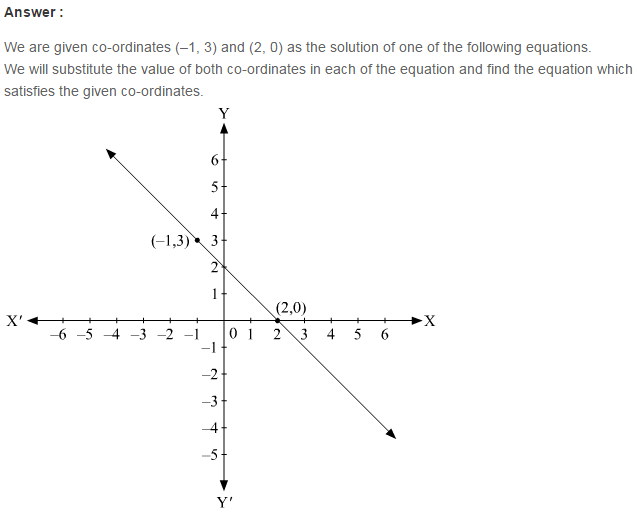 Answer :
We are given co-ordinates (–1, 3) and (2, 0) as the solution of one of the following equations.
We will substitute the value of both co-ordinates in each of the equation and find the equation which
satisfies the given co-ordinates.
Y
6
5
4
(–1,3) 3
2
1
(2,0)
X' X
–6 –5 –4 –3 –2 –1 0 1 2 3 4 5 6
–1
–2
–3
–4
–5
Y'